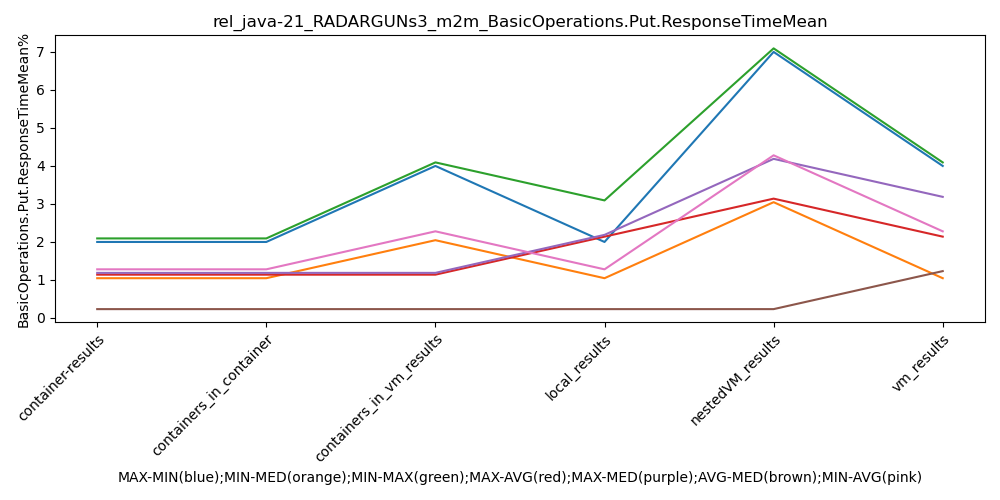 rel_java-21_RADARGUNs3_m2m_BasicOperations.Put.ResponseTimeMean
BasicOperations.Put.ResponseTimeMean%
7
6
5
4
3
2
1
0
container-results
containers_in_container
containers_in_vm_results
local_results
nestedVM_results
vm_results
MAX-MIN(blue);MIN-MED(orange);MIN-MAX(green);MAX-AVG(red);MAX-MED(purple);AVG-MED(brown);MIN-AVG(pink)